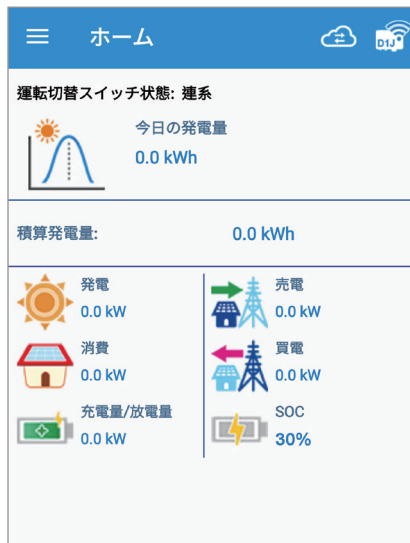 ホーム
D1J
運転切替スイッチ状態: 連系
今日の発電量
0.0 kWh
積算発電量: 0.0 kWh
発電
0.0 kW
売電
0.0 kW
消費
0.0 kW
買電
0.0 kW
充電量/放電量
0.0 kW
SOC
30%